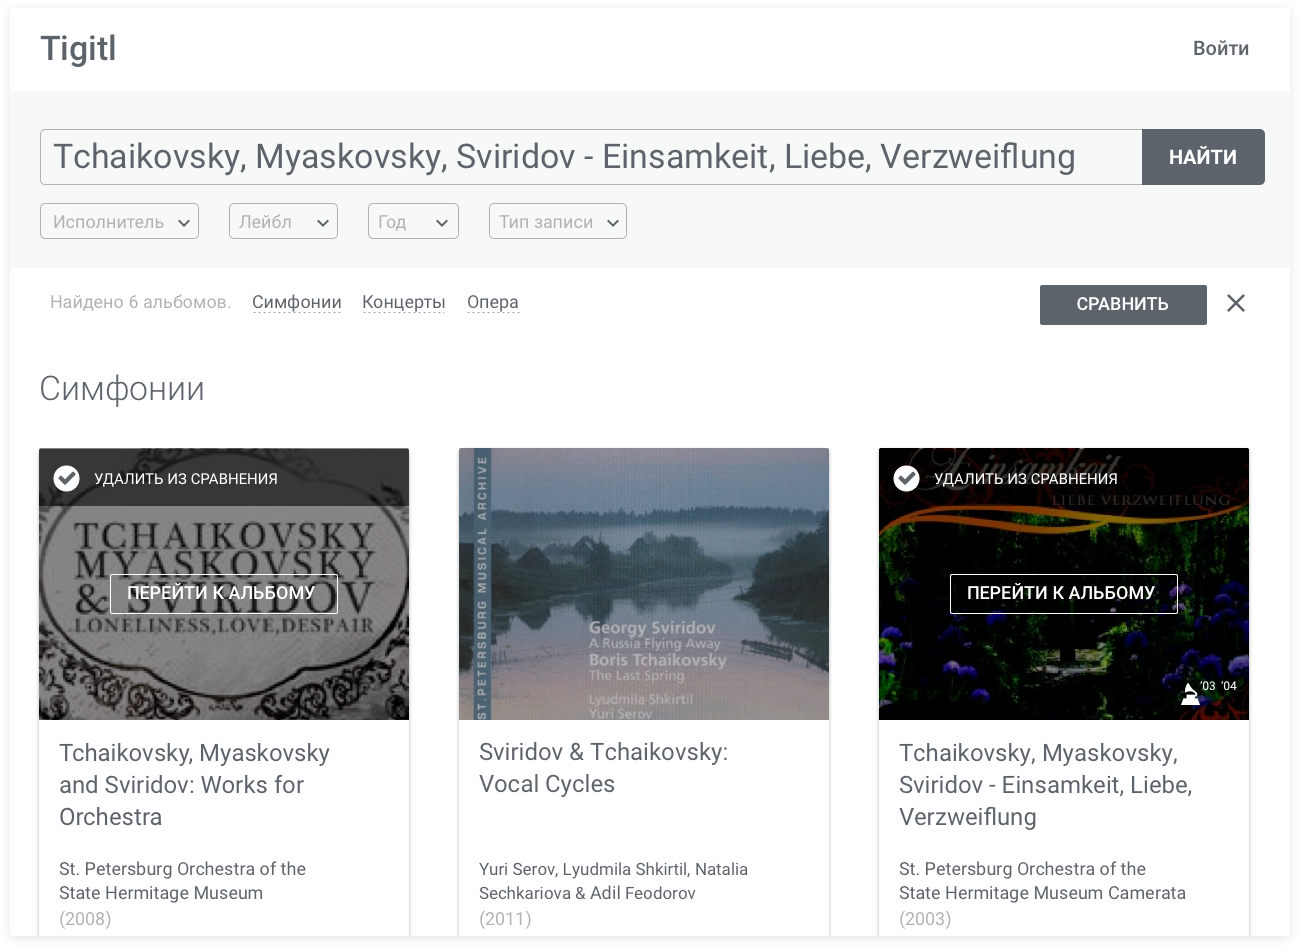 Tigitl
Войти
Tchaikovsky, Myaskovsky, Sviridov - Einsamkeit, Liebe, Verzweiflung
НАЙТИ
Исполнитель
Лейбл
Год
Тип записи
Найдено 6 альбомов.
Симфонии
Концерты
Опера
СРАВНИТЬ
Симфонии
УДАЛИТЬ ИЗ СРАВНЕНИЯ
TCHAIKOVSKY
MYASKOVSKY
& SVIRIDOV
ПЕРЕЙТИ К АЛЬБОМУ
LONELINESS,LOVE,DESPAIR
Tchaikovsky, Myaskovsky
and Sviridov: Works for
Orchestra
St. Petersburg Orchestra of the
State Hermitage Museum
(2008)
ST.PETERSBURG MUSICAL ARCHIVE
Georgy Sviridov
A Russia Flying Away
Boris Tchaikovsky
The Last Spring
Lyudmila Shkirtil
Yuri Serov
Sviridov & Tchaikovsky:
Vocal Cycles
Yuri Serov, Lyudmila Shkirtil, Natalia
Sechkariova & Adil Feodorov
(2011)
Einsamkeit
УДАЛИТЬ ИЗ СРАВНЕНИЯ
LIEBE VERZWEIFLUNG
ПЕРЕЙТИ К АЛЬБОМУ
'03 '04
Tchaikovsky, Myaskovsky,
Sviridov - Einsamkeit, Liebe,
Verzweiflung
St. Petersburg Orchestra of the
State Hermitage Museum Camerata
(2003)